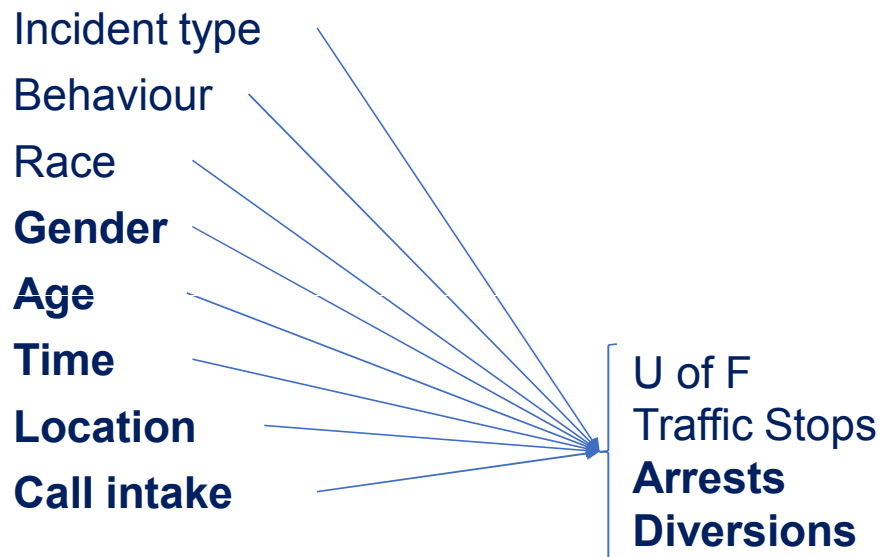 Incident type
Behaviour
Race
Gender
Age
Time
Location
Call intake
U of F
Traffic Stops
Arrests
Diversions